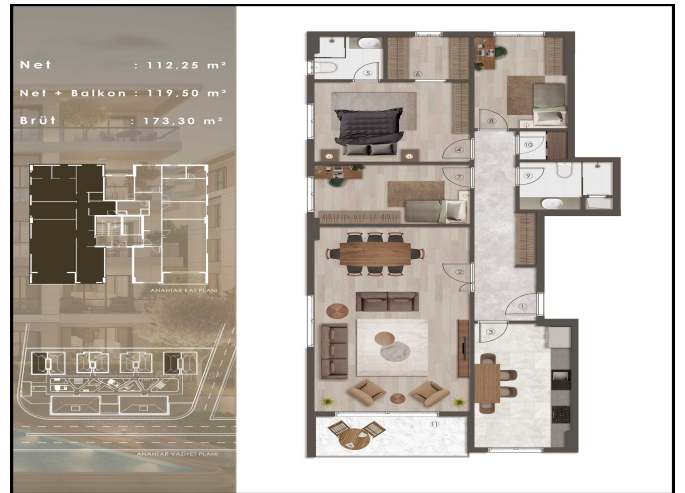 Net : 112,25 m²
Net + Balkon : 119,50 m²
Brüt : 173,30 m²
ANAHTAR KAT PLANI
ANAHTAR VAZİYET PLANI
5
6
8
4
10
7
9
2
1
3
11